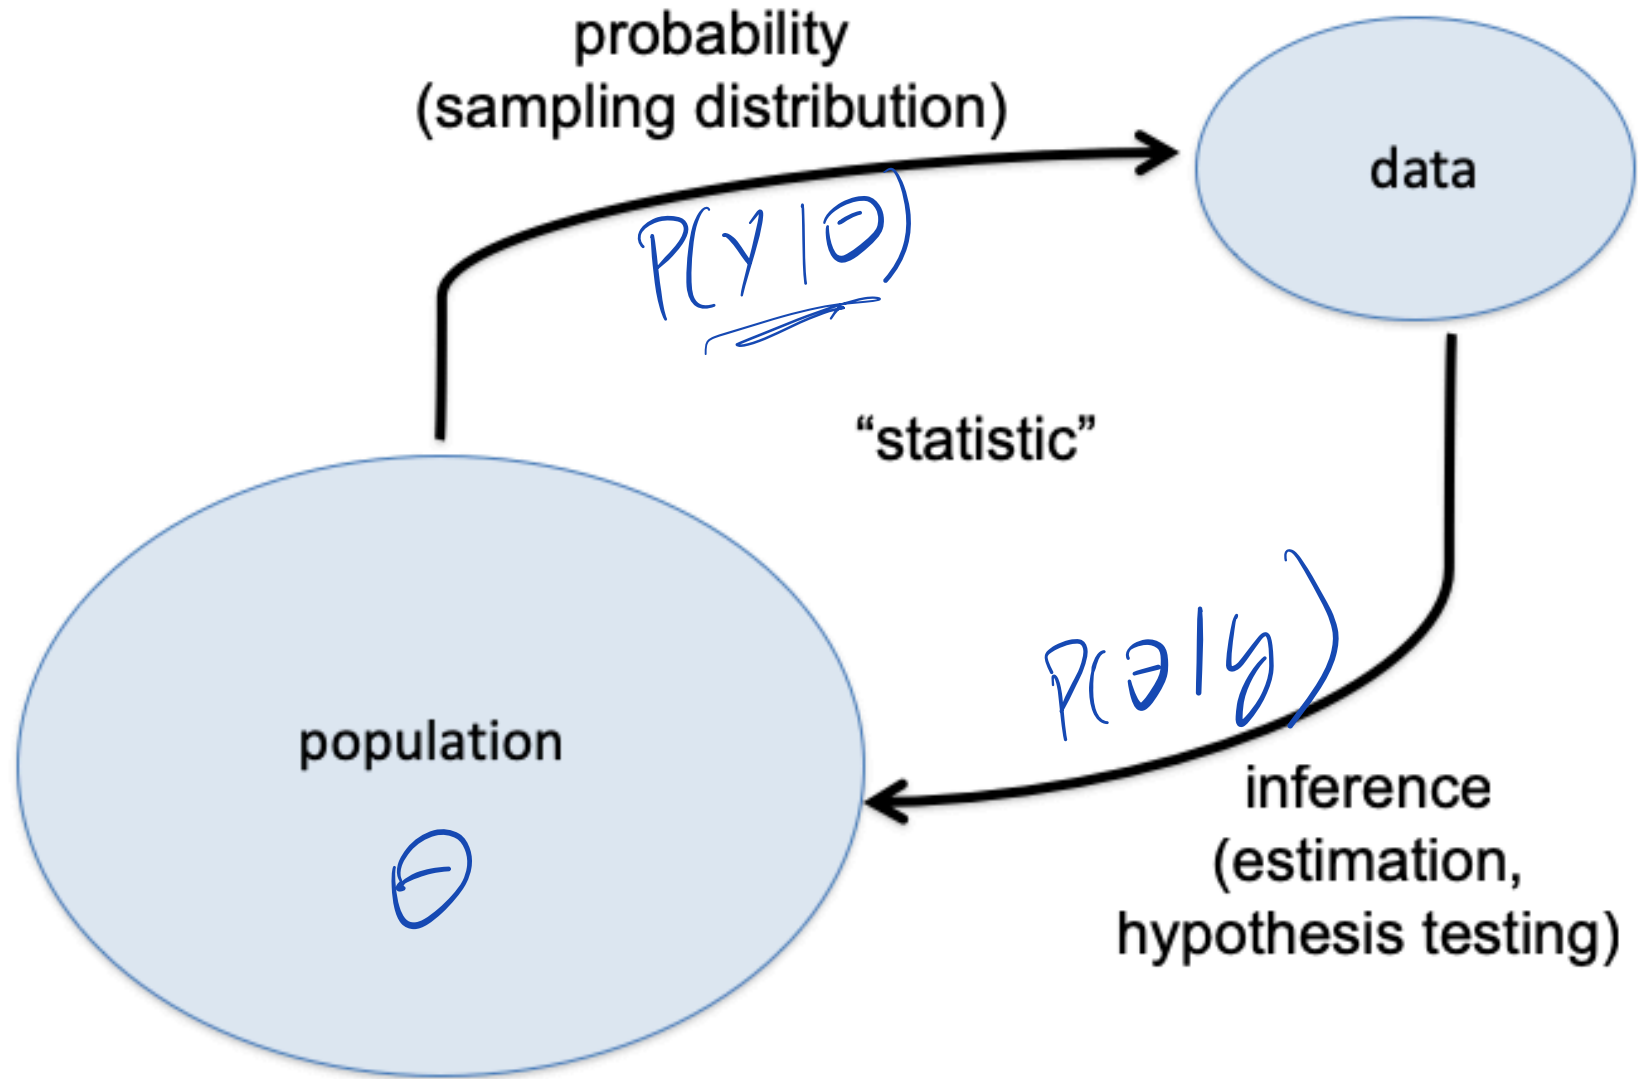 probability
(sampling distribution)
data
P(y|θ)
“statistic”
P(θ|y)
population
θ
inference
(estimation,
hypothesis testing)